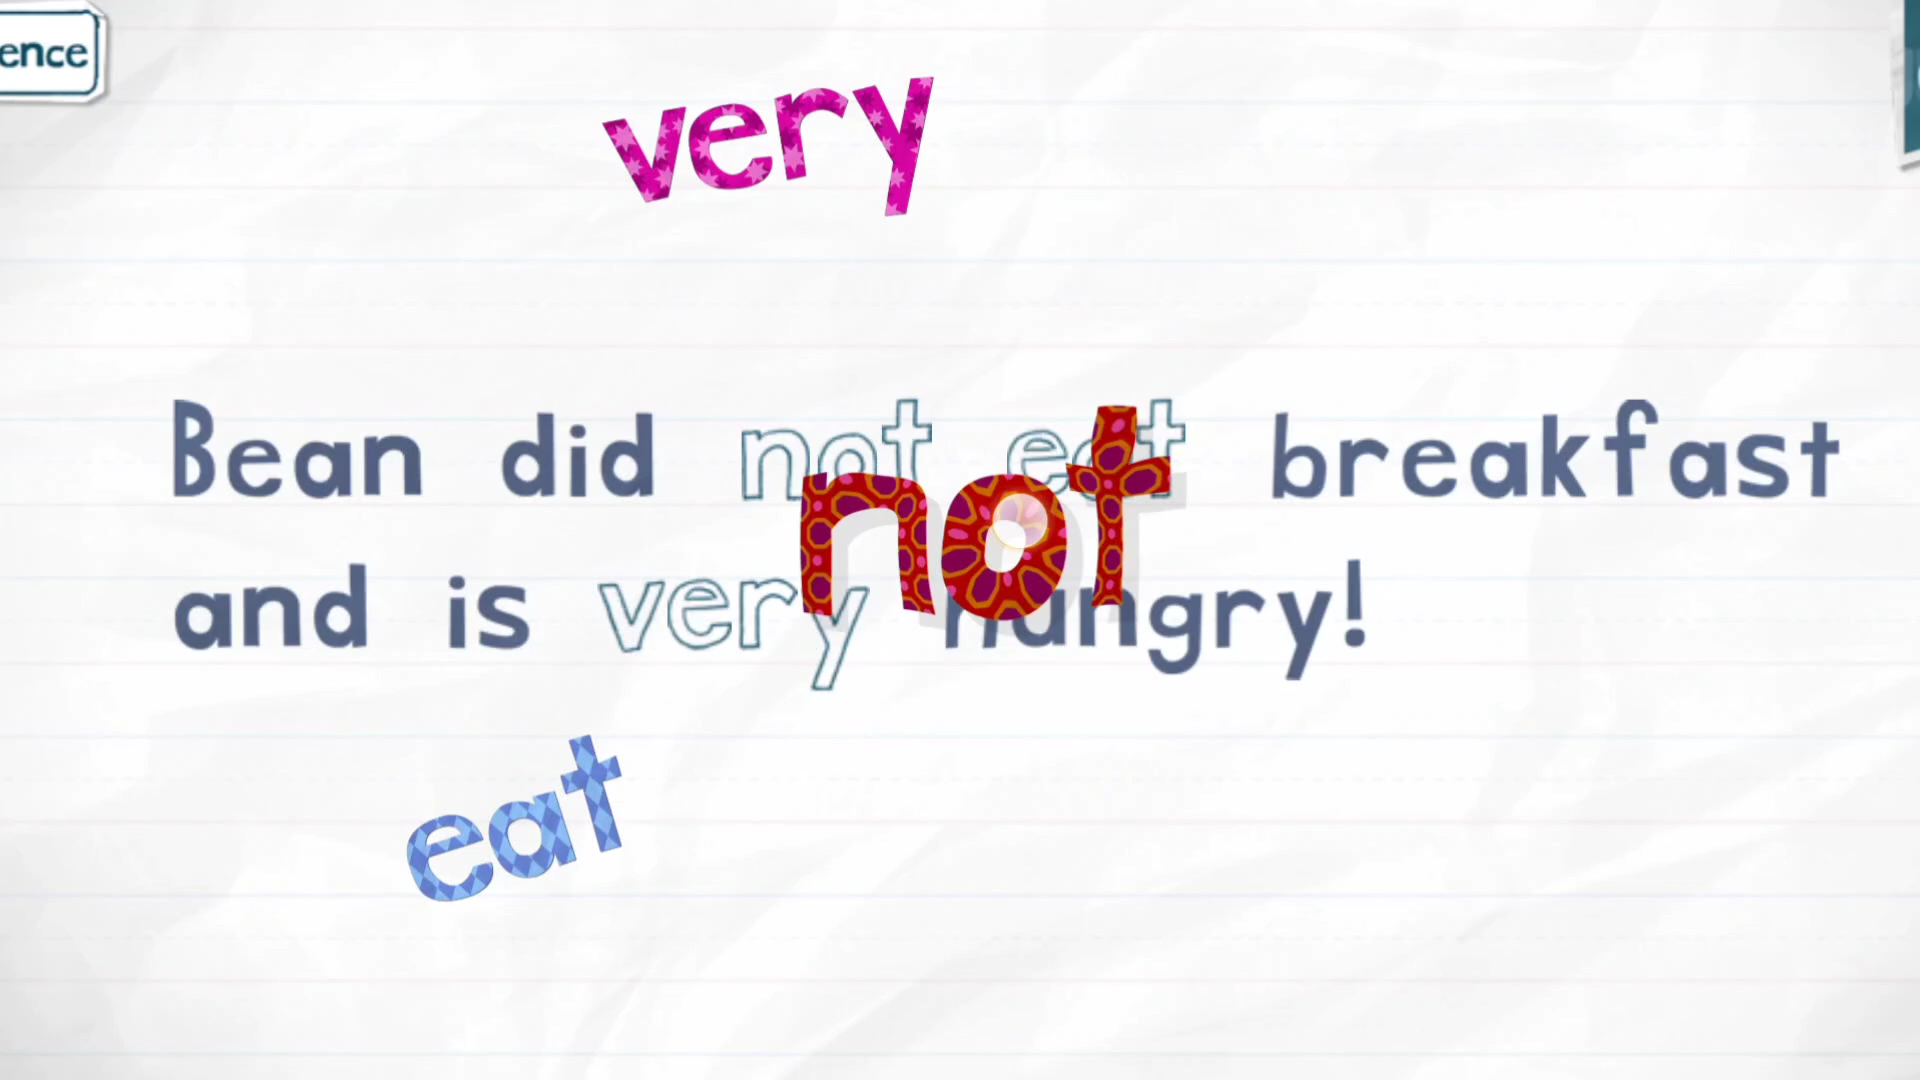 ence
very
Bean did not eat breakfast
not
and is very hungry!
eat